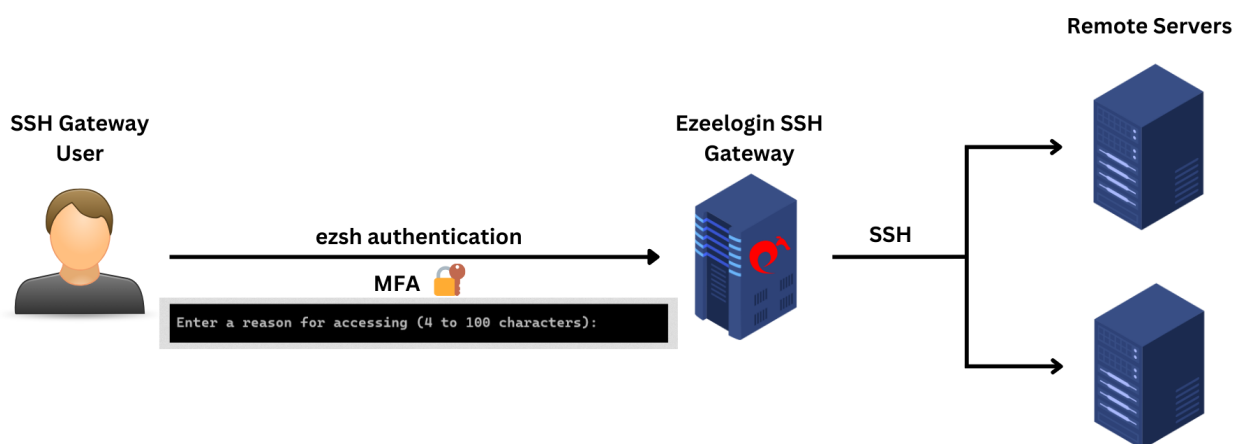 Remote Servers
SSH Gateway
User
Ezeelogin SSH
Gateway
ezsh authentication
SSH
MFA
Enter a reason for accessing (4 to 100 characters):